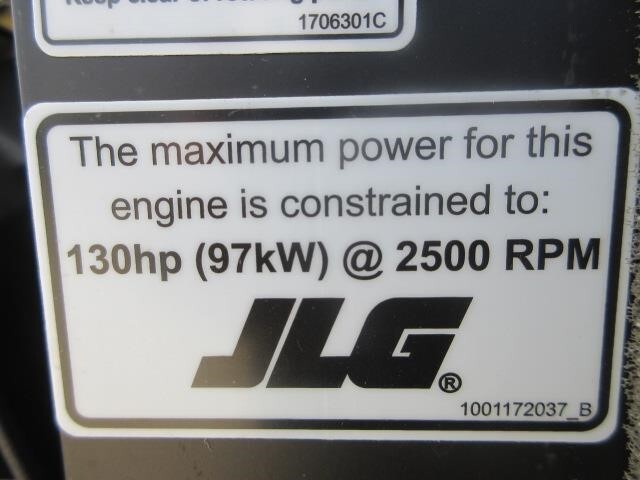 1706301C
The maximum power for this
engine is constrained to:
130hp (97kW) @ 2500 RPM
JLG®
1001172037_B